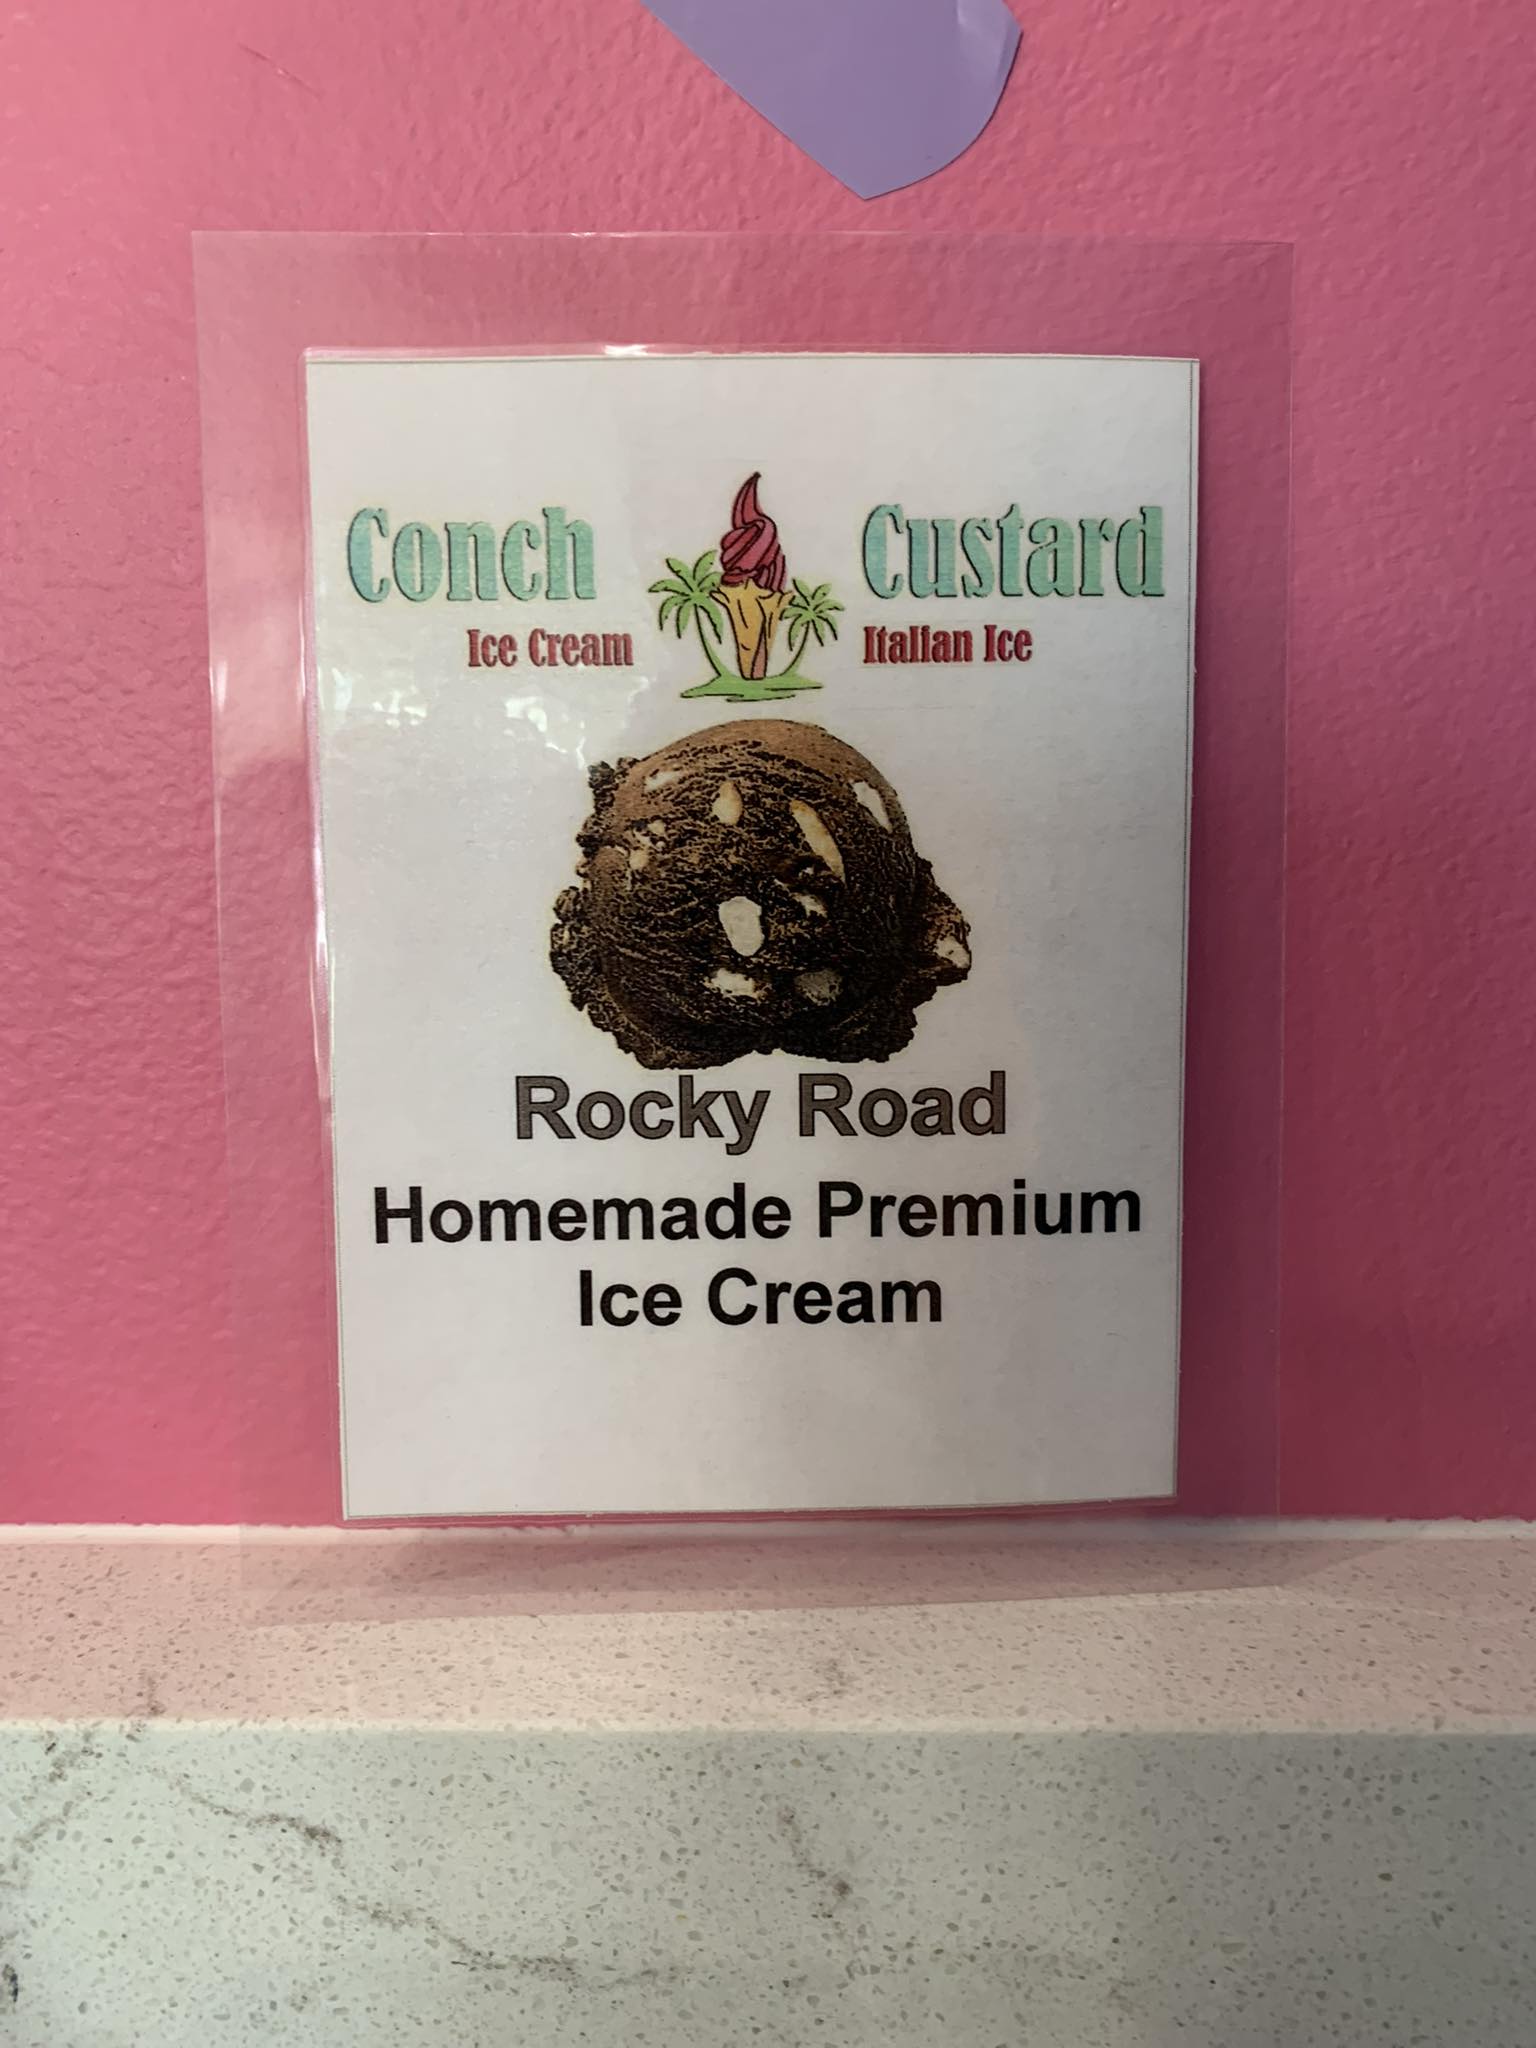 Conch Custard
Ice Cream Italian Ice
Rocky Road
Homemade Premium
Ice Cream